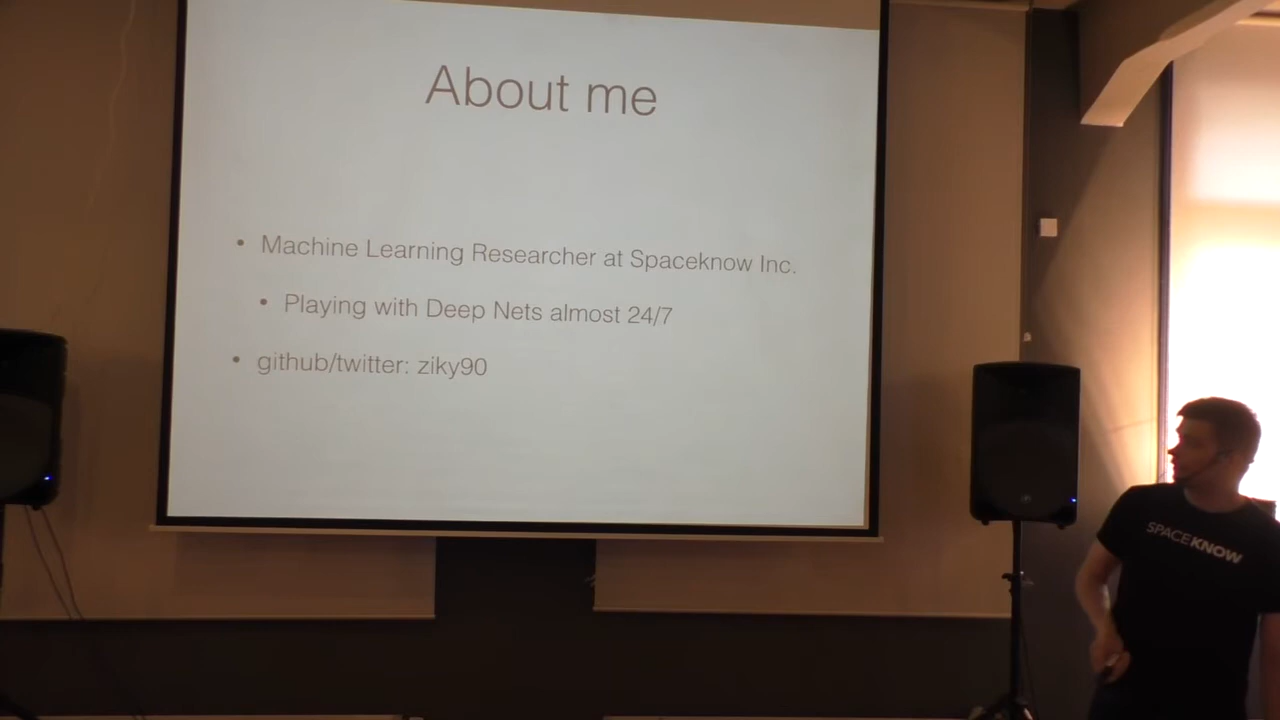 About me
• Machine Learning Researcher at Spaceknow Inc.
• Playing with Deep Nets almost 24/7
• github/twitter: ziky90
SPACEKNOW